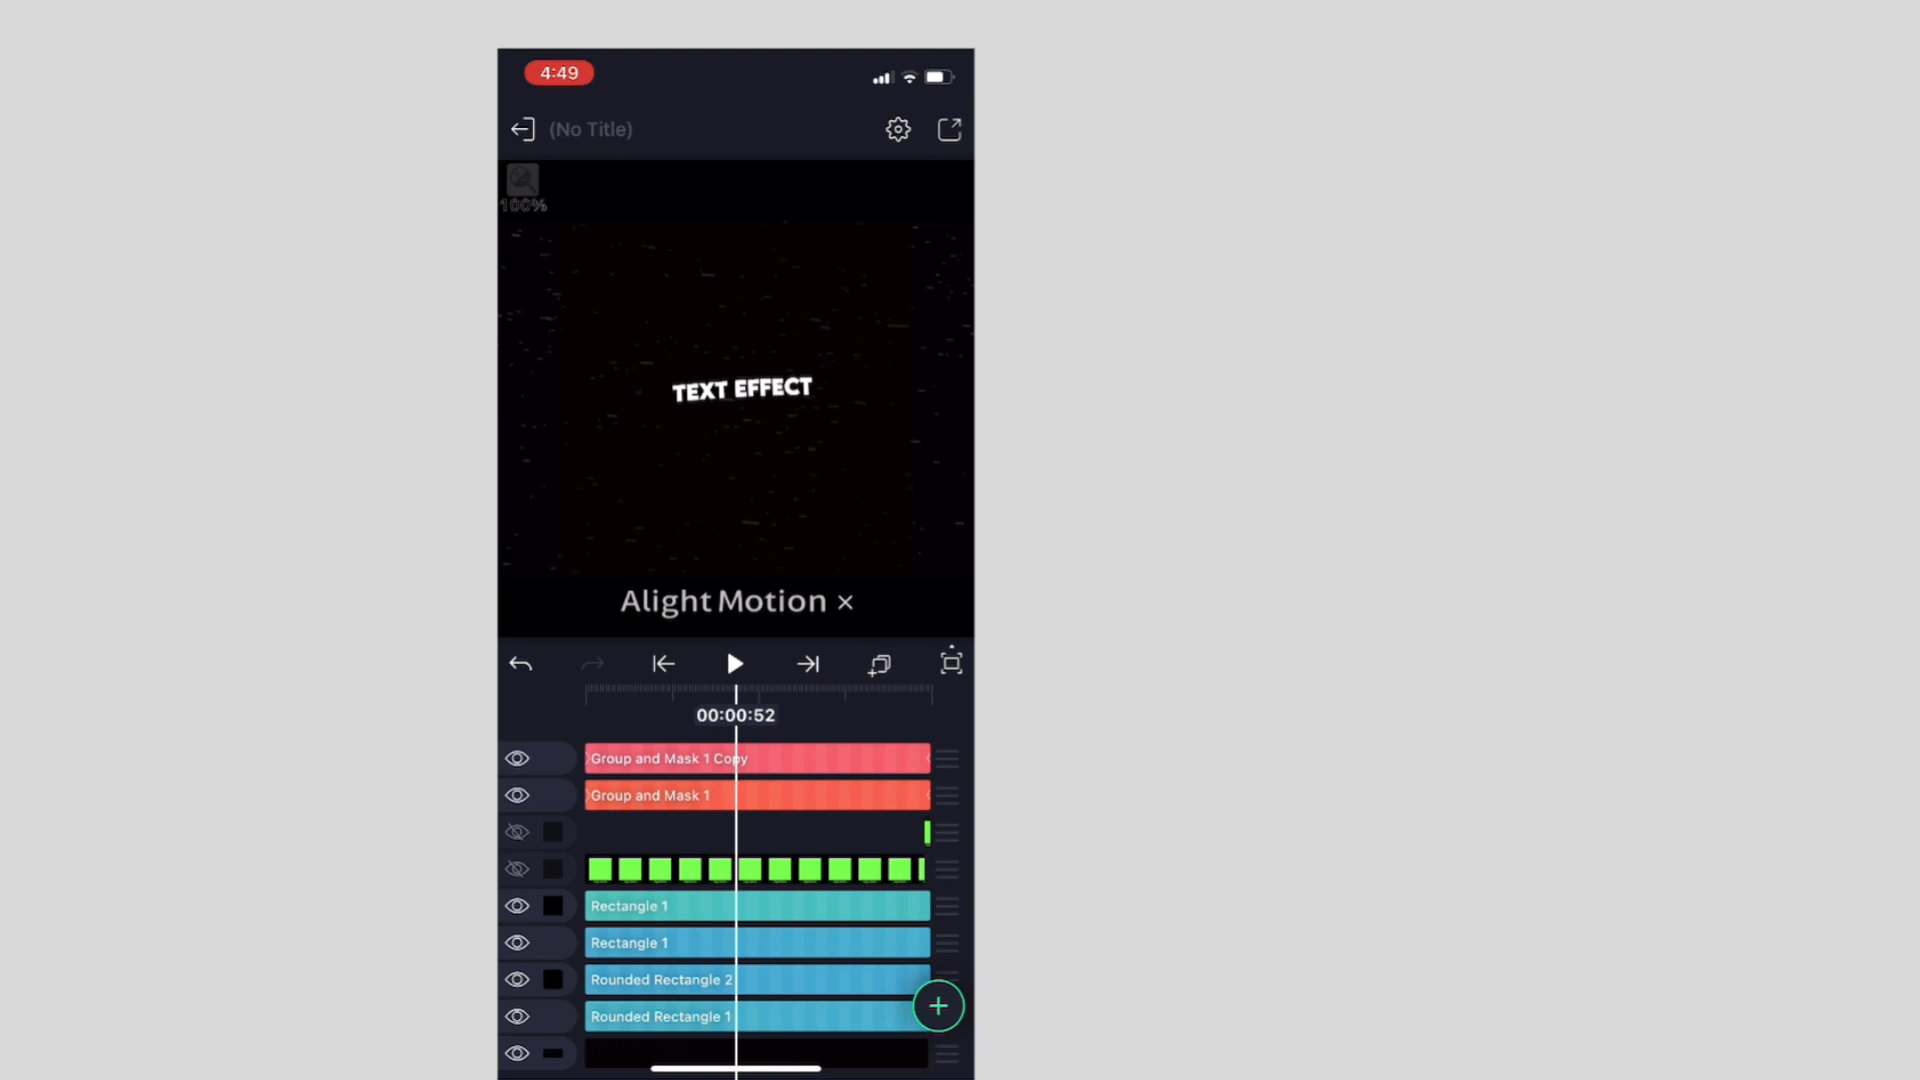 4:49
(No Title)
100%
TEXT EFFECT
Alight Motion ×
00:00:52
Group and Mask 1 Copy
Group and Mask 1
Rectangle 1
Rectangle 1
Rounded Rectangle 2
Rounded Rectangle 1